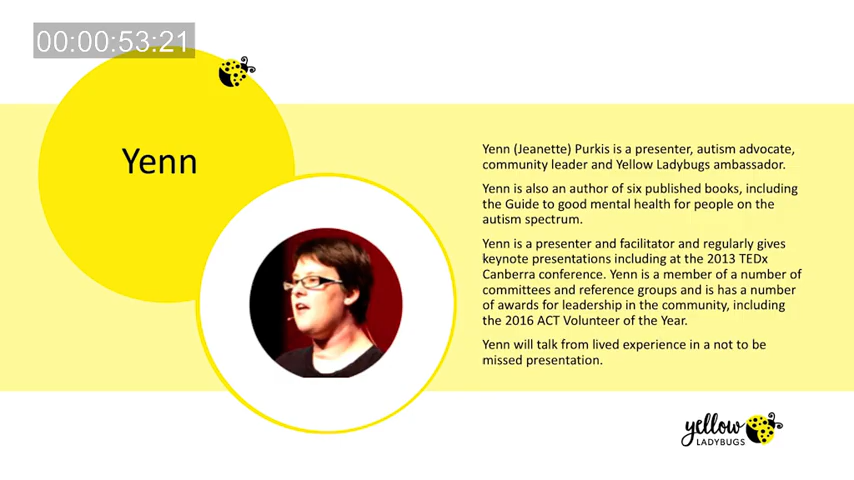 00:00:53:21
Yenn
Yenn (Jeanette) Purkis is a presenter, autism advocate,
community leader and Yellow Ladybugs ambassador.
Yenn is also an author of six published books, including
the Guide to good mental health for people on the
autism spectrum.
Yenn is a presenter and facilitator and regularly gives
keynote presentations including at the 2013 TEDx
Canberra conference. Yenn is a member of a number of
committees and reference groups and is has a number
of awards for leadership in the community, including
the 2016 ACT Volunteer of the Year.
Yenn will talk from lived experience in a not to be
missed presentation.
yellow
LADYBUGS